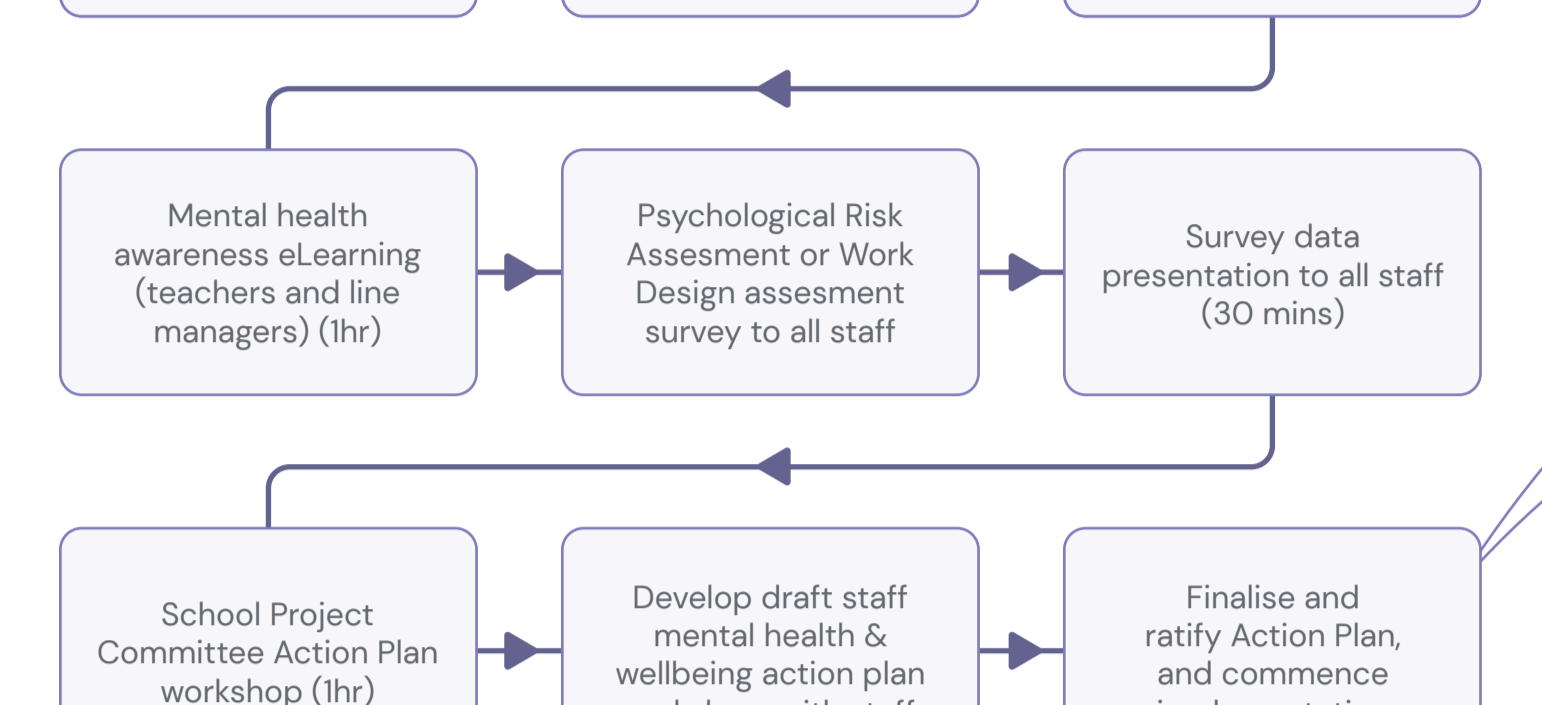 Mental health
awareness eLearning
(teachers and line
managers) (1hr)
Psychological Risk
Assesment or Work
Design assesment
survey to all staff
Survey data
presentation to all staff
(30 mins)
School Project
Committee Action Plan
workshop (1hr)
Develop draft staff
mental health &
wellbeing action plan
Finalise and
ratify Action Plan,
and commence